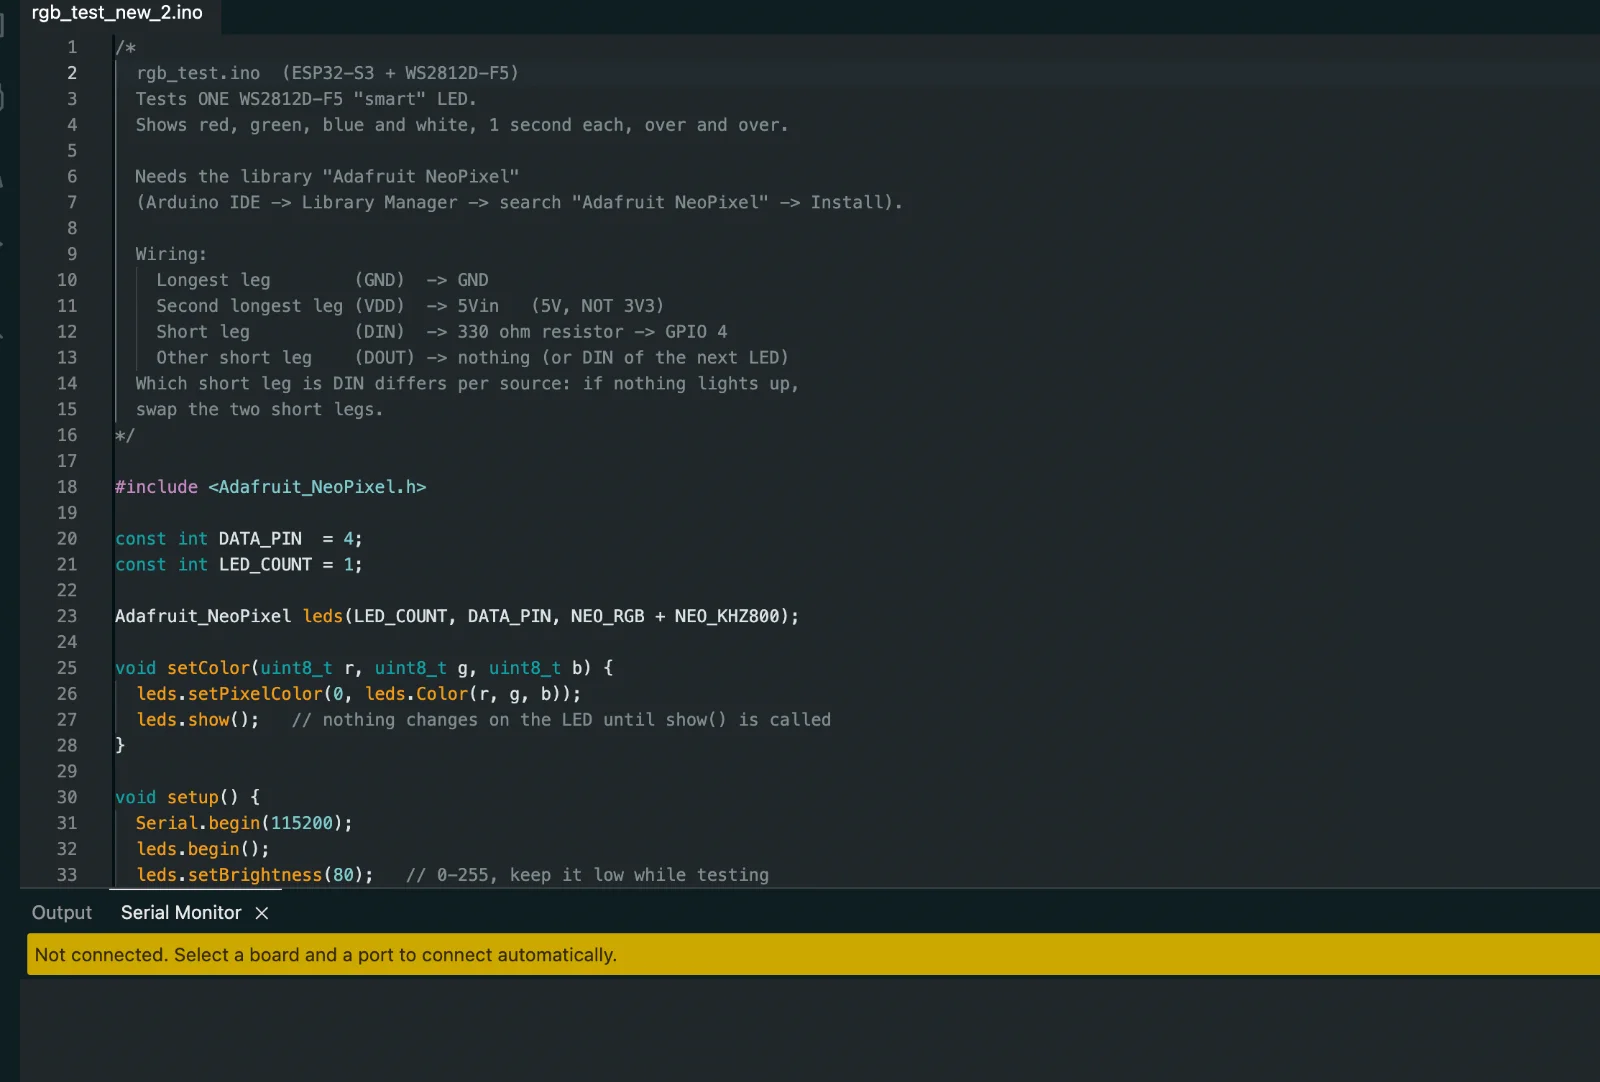 rgb_test_new_2.ino
1 /*
2   rgb_test.ino  (ESP32-S3 + WS2812D-F5)
3   Tests ONE WS2812D-F5 "smart" LED.
4   Shows red, green, blue and white, 1 second each, over and over.
5
6   Needs the library "Adafruit NeoPixel"
7   (Arduino IDE -> Library Manager -> search "Adafruit NeoPixel" -> Install).
8
9   Wiring:
10     Longest leg        (GND)  -> GND
11     Second longest leg (VDD)  -> 5Vin   (5V, NOT 3V3)
12     Short leg          (DIN)  -> 330 ohm resistor -> GPIO 4
13     Other short leg    (DOUT) -> nothing (or DIN of the next LED)
14   Which short leg is DIN differs per source: if nothing lights up,
15   swap the two short legs.
16 */
17
18 #include <Adafruit_NeoPixel.h>
19
20 const int DATA_PIN  = 4;
21 const int LED_COUNT = 1;
22
23 Adafruit_NeoPixel leds(LED_COUNT, DATA_PIN, NEO_RGB + NEO_KHZ800);
24
25 void setColor(uint8_t r, uint8_t g, uint8_t b) {
26   leds.setPixelColor(0, leds.Color(r, g, b));
27   leds.show();   // nothing changes on the LED until show() is called
28 }
29
30 void setup() {
31   Serial.begin(115200);
32   leds.begin();
33   leds.setBrightness(80);   // 0-255, keep it low while testing
Output Serial Monitor ×
Not connected. Select a board and a port to connect automatically.